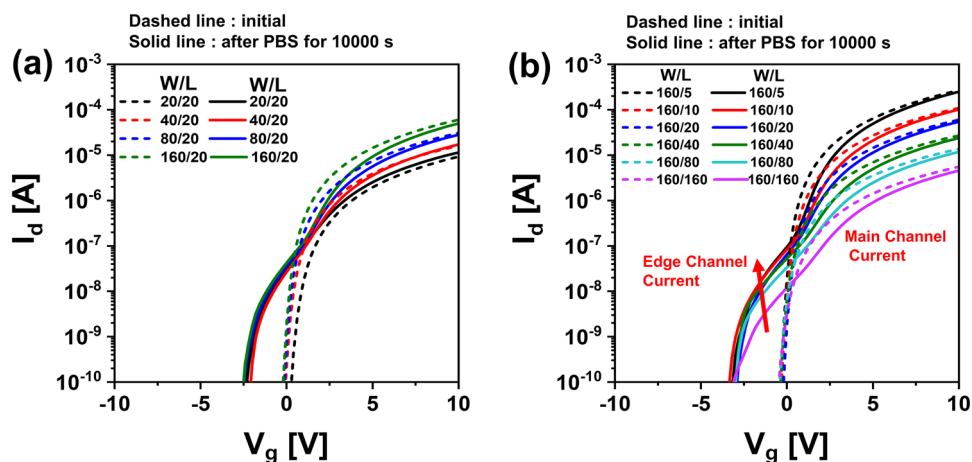 Dashed line : initial
Solid line : after PBS for 10000 s
(a)
W/L W/L
20/20 20/20
40/20 40/20
80/20 80/20
160/20 160/20
10-3
10-4
10-5
10-6
10-7
10-8
10-9
10-10
Id [A]
-10 -5 0 5 10
Vg [V]
Dashed line : initial
Solid line : after PBS for 10000 s
(b)
W/L W/L
160/5 160/5
160/10 160/10
160/20 160/20
160/40 160/40
160/80 160/80
160/160 160/160
Edge Channel
Current
Main Channel
Current
10-3
10-4
10-5
10-6
10-7
10-8
10-9
10-10
Id [A]
-10 -5 0 5 10
Vg [V]